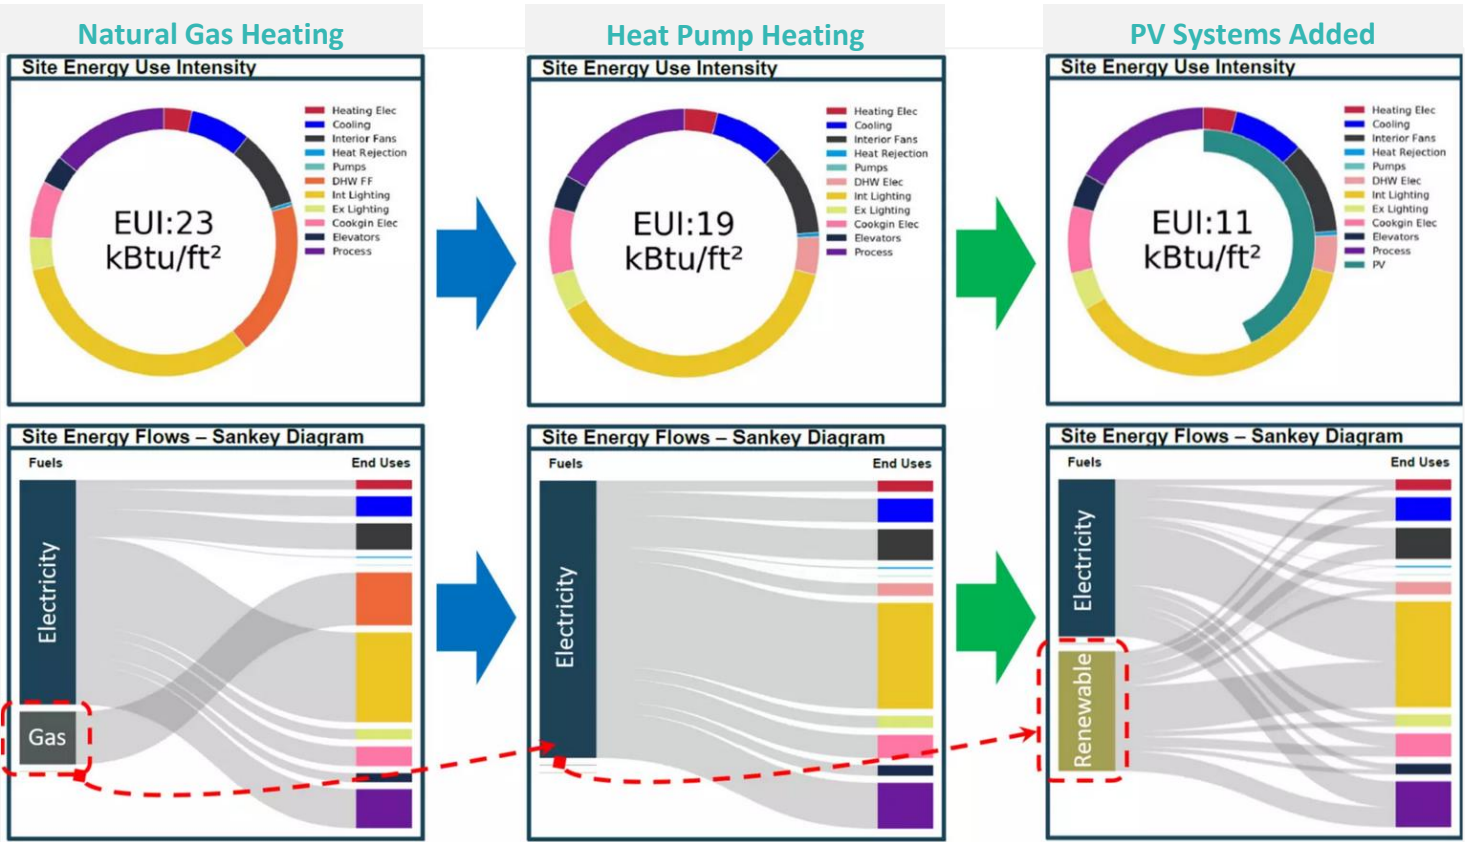 Natural Gas Heating
Site Energy Use Intensity
EUI:23
kBtu/ft²
Heating Elec
Cooling
Interior Fans
Heat Rejection
Pumps
DHW FF
Int Lighting
Ex Lighting
Cookgin Elec
Elevators
Process
Heat Pump Heating
Site Energy Use Intensity
EUI:19
kBtu/ft²
Heating Elec
Cooling
Interior Fans
Heat Rejection
Pumps
DHW Elec
Int Lighting
Ex Lighting
Cookgin Elec
Elevators
Process
PV Systems Added
Site Energy Use Intensity
EUI:11
kBtu/ft²
Heating Elec
Cooling
Interior Fans
Heat Rejection
Pumps
DHW Elec
Int Lighting
Ex Lighting
Cookgin Elec
Elevators
Process
PV
Site Energy Flows – Sankey Diagram
Fuels
End Uses
Electricity
Gas
Site Energy Flows – Sankey Diagram
Fuels
End Uses
Electricity
Site Energy Flows – Sankey Diagram
Fuels
End Uses
Electricity
Renewable